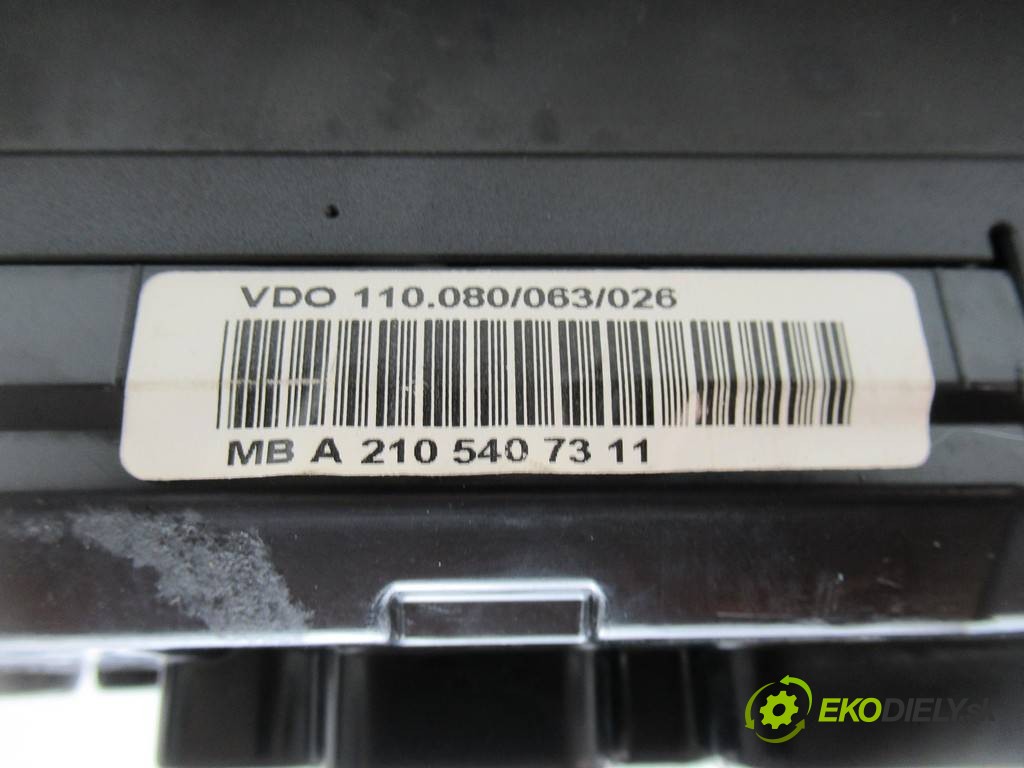 VDO 110.080/063/026
MB A 210 540 73 11
EKODIELY.sk